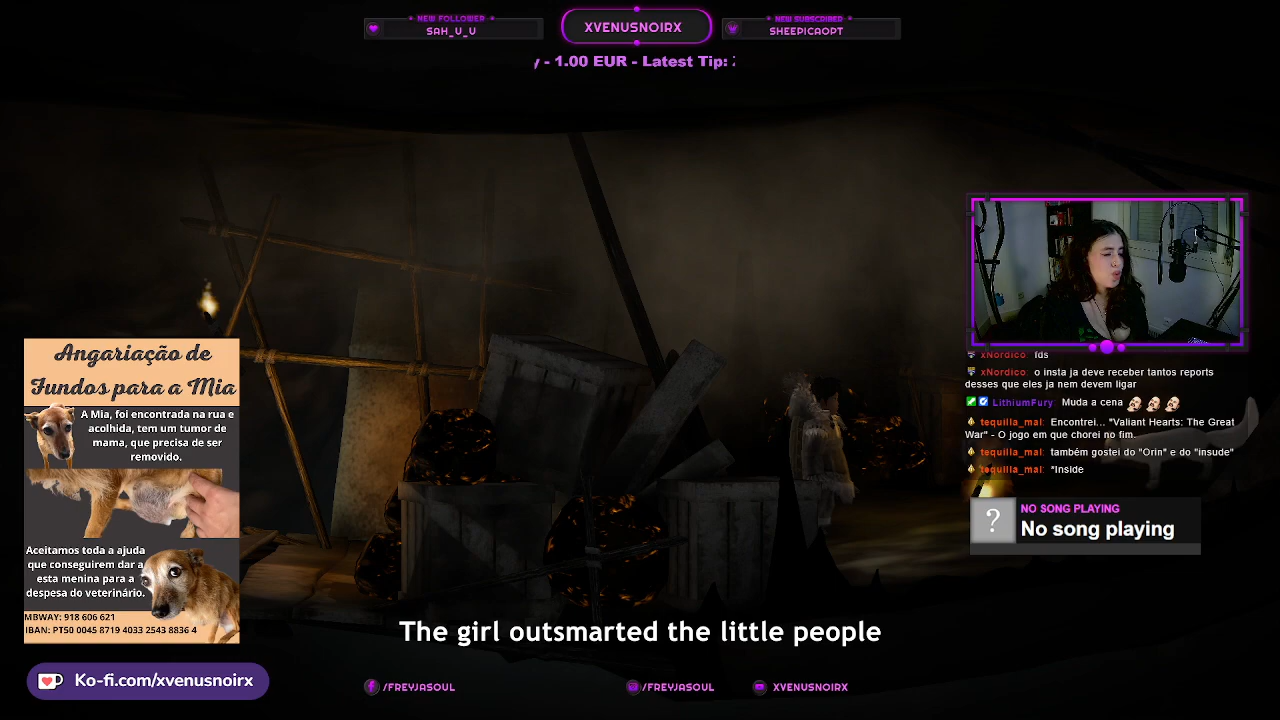 NEW FOLLOWER
SAH_U_U
XVENUSNOIRX
NEW SUBSCRIBED
SHEEPICAOPT
- 1.00 EUR - Latest Tip:
Angariação de
Fundos para a Mia
A Mia, foi encontrada na rua e
acolhida, tem um tumor de
mama, que precisa de ser
removido.
Aceitamos toda a ajuda
que conseguirem dar a
esta menina para a
despesa do veterinário.
MBWAY: 918 606 621
IBAN: PT50 0045 8719 4033 2543 8836 4
Ko-fi.com/xvenusnoirx
xNordico: fds
xNordico: o insta ja deve receber tantos reports
desses que eles ja nem devem ligar
LithiumFury: Muda a cena
tequilla_mal: Encontrei... "Valiant Hearts: The Great
War" - O jogo em que chorei no fim.
tequilla_mal: também gostei do "Orin" e do "insude"
tequilla_mal: *Inside
?
NO SONG PLAYING
No song playing
The girl outsmarted the little people
/FREYJASOUL
/FREYJASOUL
XVENUSNOIRX